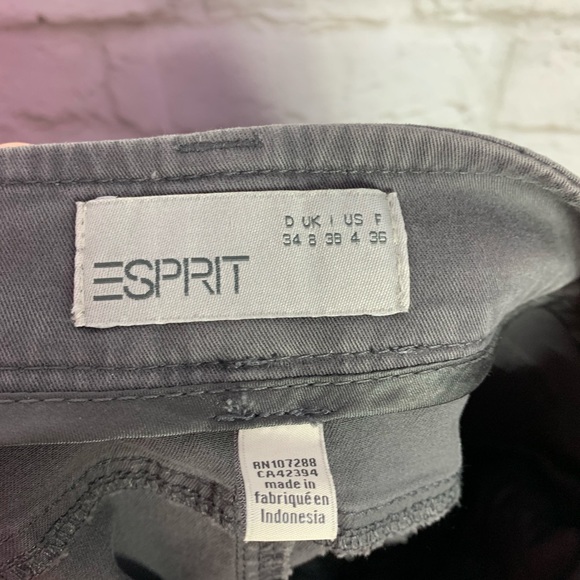 D UK I US F
34 8 38 4 36
ESPRIT
RN107288
CA42394
made in
fabriqué en
Indonesia